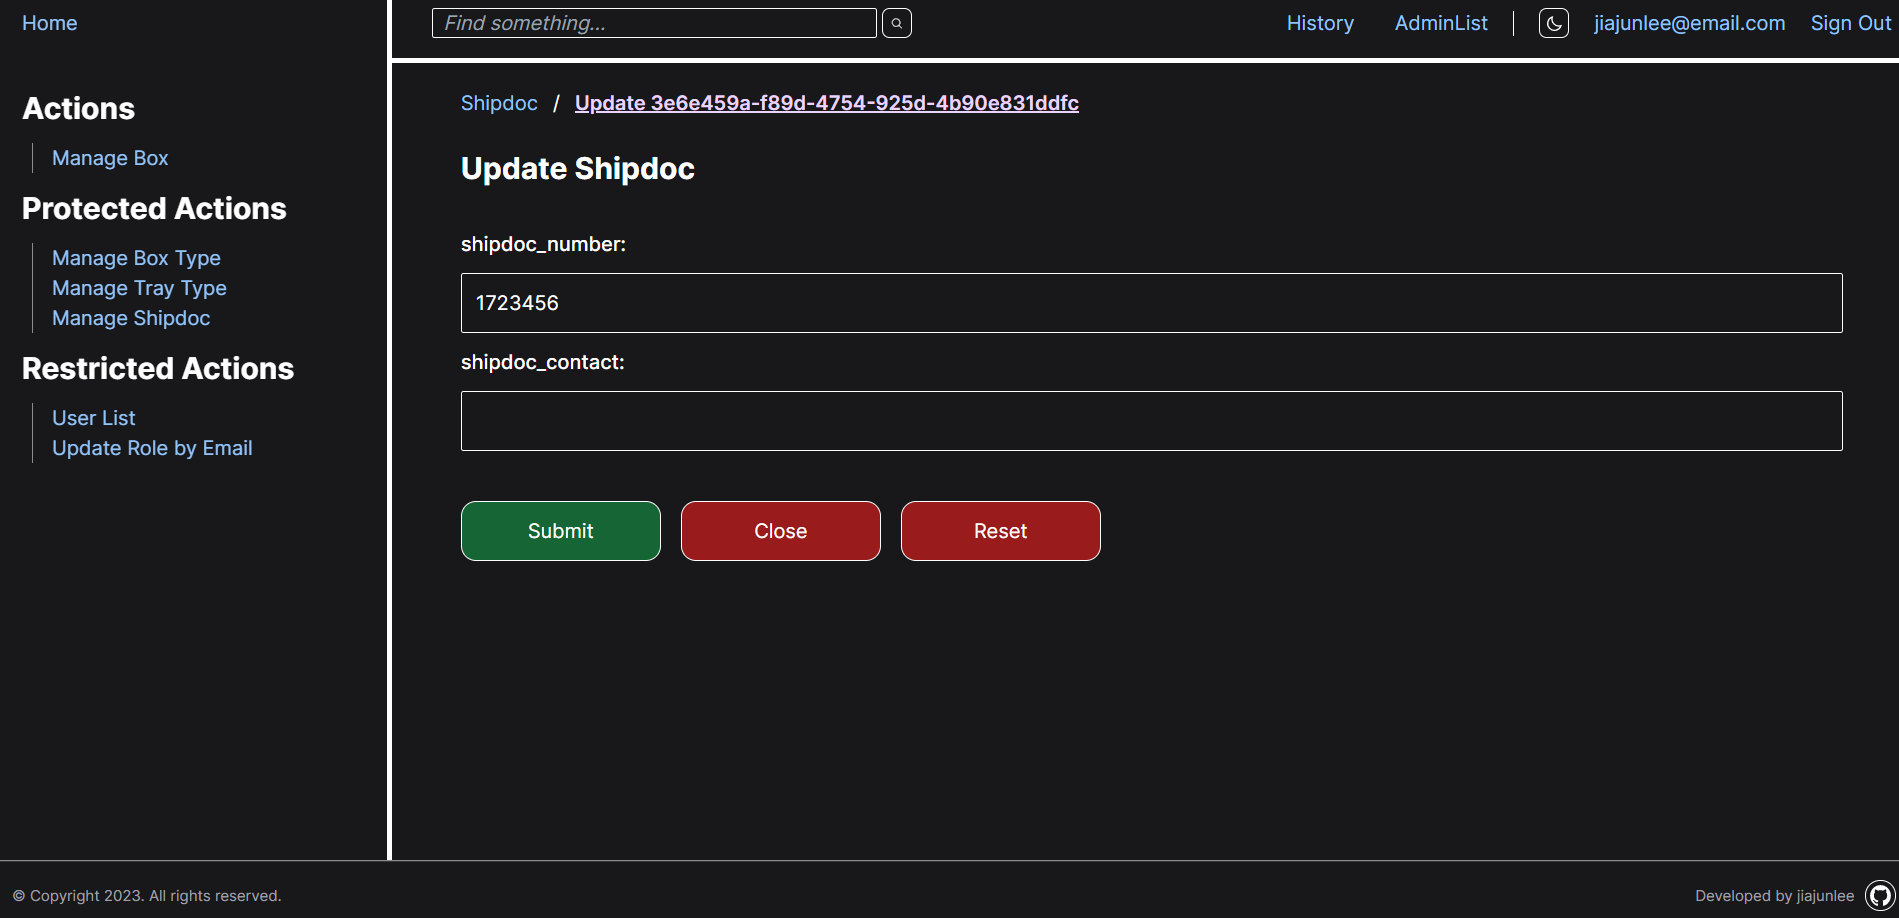 Home
Find something...
History AdminList | jiajunlee@email.com Sign Out
Actions
Manage Box
Protected Actions
Manage Box Type
Manage Tray Type
Manage Shipdoc
Restricted Actions
User List
Update Role by Email
Shipdoc / Update 3e6e459a-f89d-4754-925d-4b90e831ddfc
Update Shipdoc
shipdoc_number:
1723456
shipdoc_contact:
Submit Close Reset
© Copyright 2023. All rights reserved.
Developed by jiajunlee